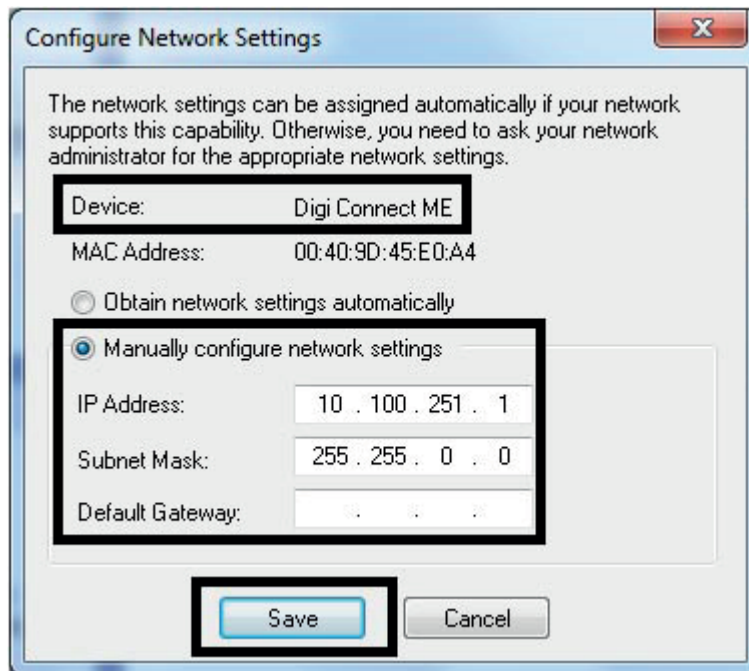 Configure Network Settings
The network settings can be assigned automatically if your network
supports this capability. Otherwise, you need to ask your network
administrator for the appropriate network settings.
Device: Digi Connect ME
MAC Address: 00:40:9D:45:E0:A4
Obtain network settings automatically
Manually configure network settings
IP Address: 10 . 100 . 251 . 1
Subnet Mask: 255 . 255 . 0 . 0
Default Gateway: . . .
Save Cancel